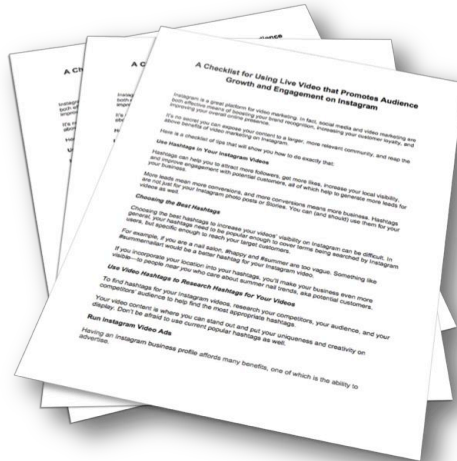 A Checklist for Using Live Video that Promotes Audience
Growth and Engagement on Instagram
Instagram is a great platform for video marketing. In fact, social media and video marketing are
both effective means of boosting your brand recognition, increasing your customer loyalty, and
improving your overall online presence.
It's no secret you can expose your content to a larger, more relevant community, and reap the
above benefits of video marketing on Instagram.
Here is a checklist of tips that will show you how to do exactly that.
Use Hashtags in Your Instagram Videos
Hashtags can help you to attract more followers, get more likes, increase your local visibility,
and improve engagement with potential customers, all of which help to generate more leads for
your business.
More leads mean more conversions, and more conversions means more business. Hashtags
are not just for your Instagram photo posts or Stories. You can (and should) use them for your
videos as well.
Choosing the Best Hashtags
Choosing the best hashtags to increase your videos' visibility on Instagram can be difficult. In
general, your hashtags need to be popular enough to cover terms being searched by Instagram
users, but specific enough to reach your target customers.
For example, if you are a nail salon, #happy and #summer are too vague. Something like
#summernailart would be a better hashtag for your Instagram video.
If you incorporate your location into your hashtags, you'll make your business even more
visible—to people near you who care about summer nail trends, aka potential customers.
Use Video Hashtags to Research Hashtags for Your Videos
To find hashtags for your Instagram videos, research your competitors, your audience, and your
competitors' audience to help find the most appropriate hashtags.
Your video content is where you can stand out and put your uniqueness and creativity on
display. Don't be afraid to use current popular hashtags as well.
Run Instagram Video Ads
Having an Instagram business profile affords many benefits, one of which is the ability to
advertise.